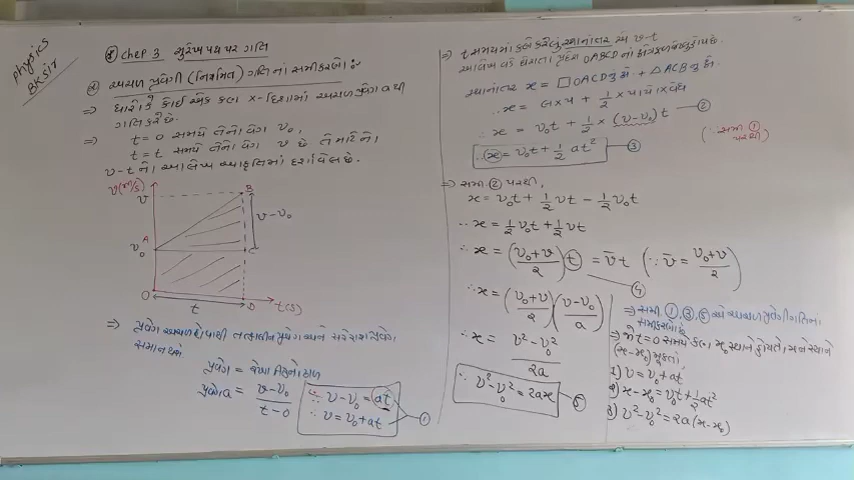 Physics
BKS17
Chep 3 સુરેખ પથ પર ગતિ
અચળ પ્રવેગી (નિયમિત) ગતિનાં સમીકરણો :-
⇒ ધારો કે કોઈ એક કણ x-દિશામાં અચળ પ્રવેગ a થી
ગતિ કરે છે.
⇒ t=0 સમયે તેનો વેગ v₀,
t=t સમયે તેનો વેગ v છે તે માટેનો
v-t નો આલેખ આકૃતિમાં દર્શાવેલ છે.
v(m/s)
v
B
v-v₀
v₀
A
C
O
t
D
t(s)
⇒ પ્રવેગ અચળ હોવાથી તત્કાલીન પ્રવેગ અને સરેરાશ પ્રવેગ
સમાન થશે.
પ્રવેગ = રેખા નો ઢાળ
પ્રવેગ a = v-v₀ / t-0
∴ v-v₀ = at
∴ v = v₀+at
①
⇒ t સમયમાં કણે કરેલું સ્થાનાંતર એ v-t
આલેખ વડે ઘેરાતા OABCD નાં ક્ષેત્રફળ જેટલું હોય છે.
સ્થાનાંતર x = □OACD નું ક્ષે. + △ACB નું ક્ષે.
∴ x = લ x પ + 1/2 x પાયો x વેધ
∴ x = v₀t + 1/2 × (v-v₀)t ②
(∵ સમી ① પરથી)
∴ x = v₀t + 1/2 at² ③
⇒ સમી. ② પરથી,
x = v₀t + 1/2 vt - 1/2 v₀t
∴ x = 1/2 v₀t + 1/2 vt
∴ x = (v₀+v / 2) t = v̄t (∵ v̄ = v₀+v / 2)
④
∴ x = (v₀+v / 2)(v-v₀ / a)
∴ x = v²-v₀² / 2a
∴ v²-v₀² = 2ax ⑤
⇒ સમી. ①, ③, ⑤ એ અચળ પ્રવેગી ગતિનાં
સમીકરણો છે
⇒ જો t=0 સમયે કણ x₀ સ્થાને હોય તો, x ને સ્થાને
(x-x₀) મુકતાં,
1) v = v₀+at
2) x-x₀ = v₀t + 1/2 at²
3) v²-v₀² = 2a(x-x₀)